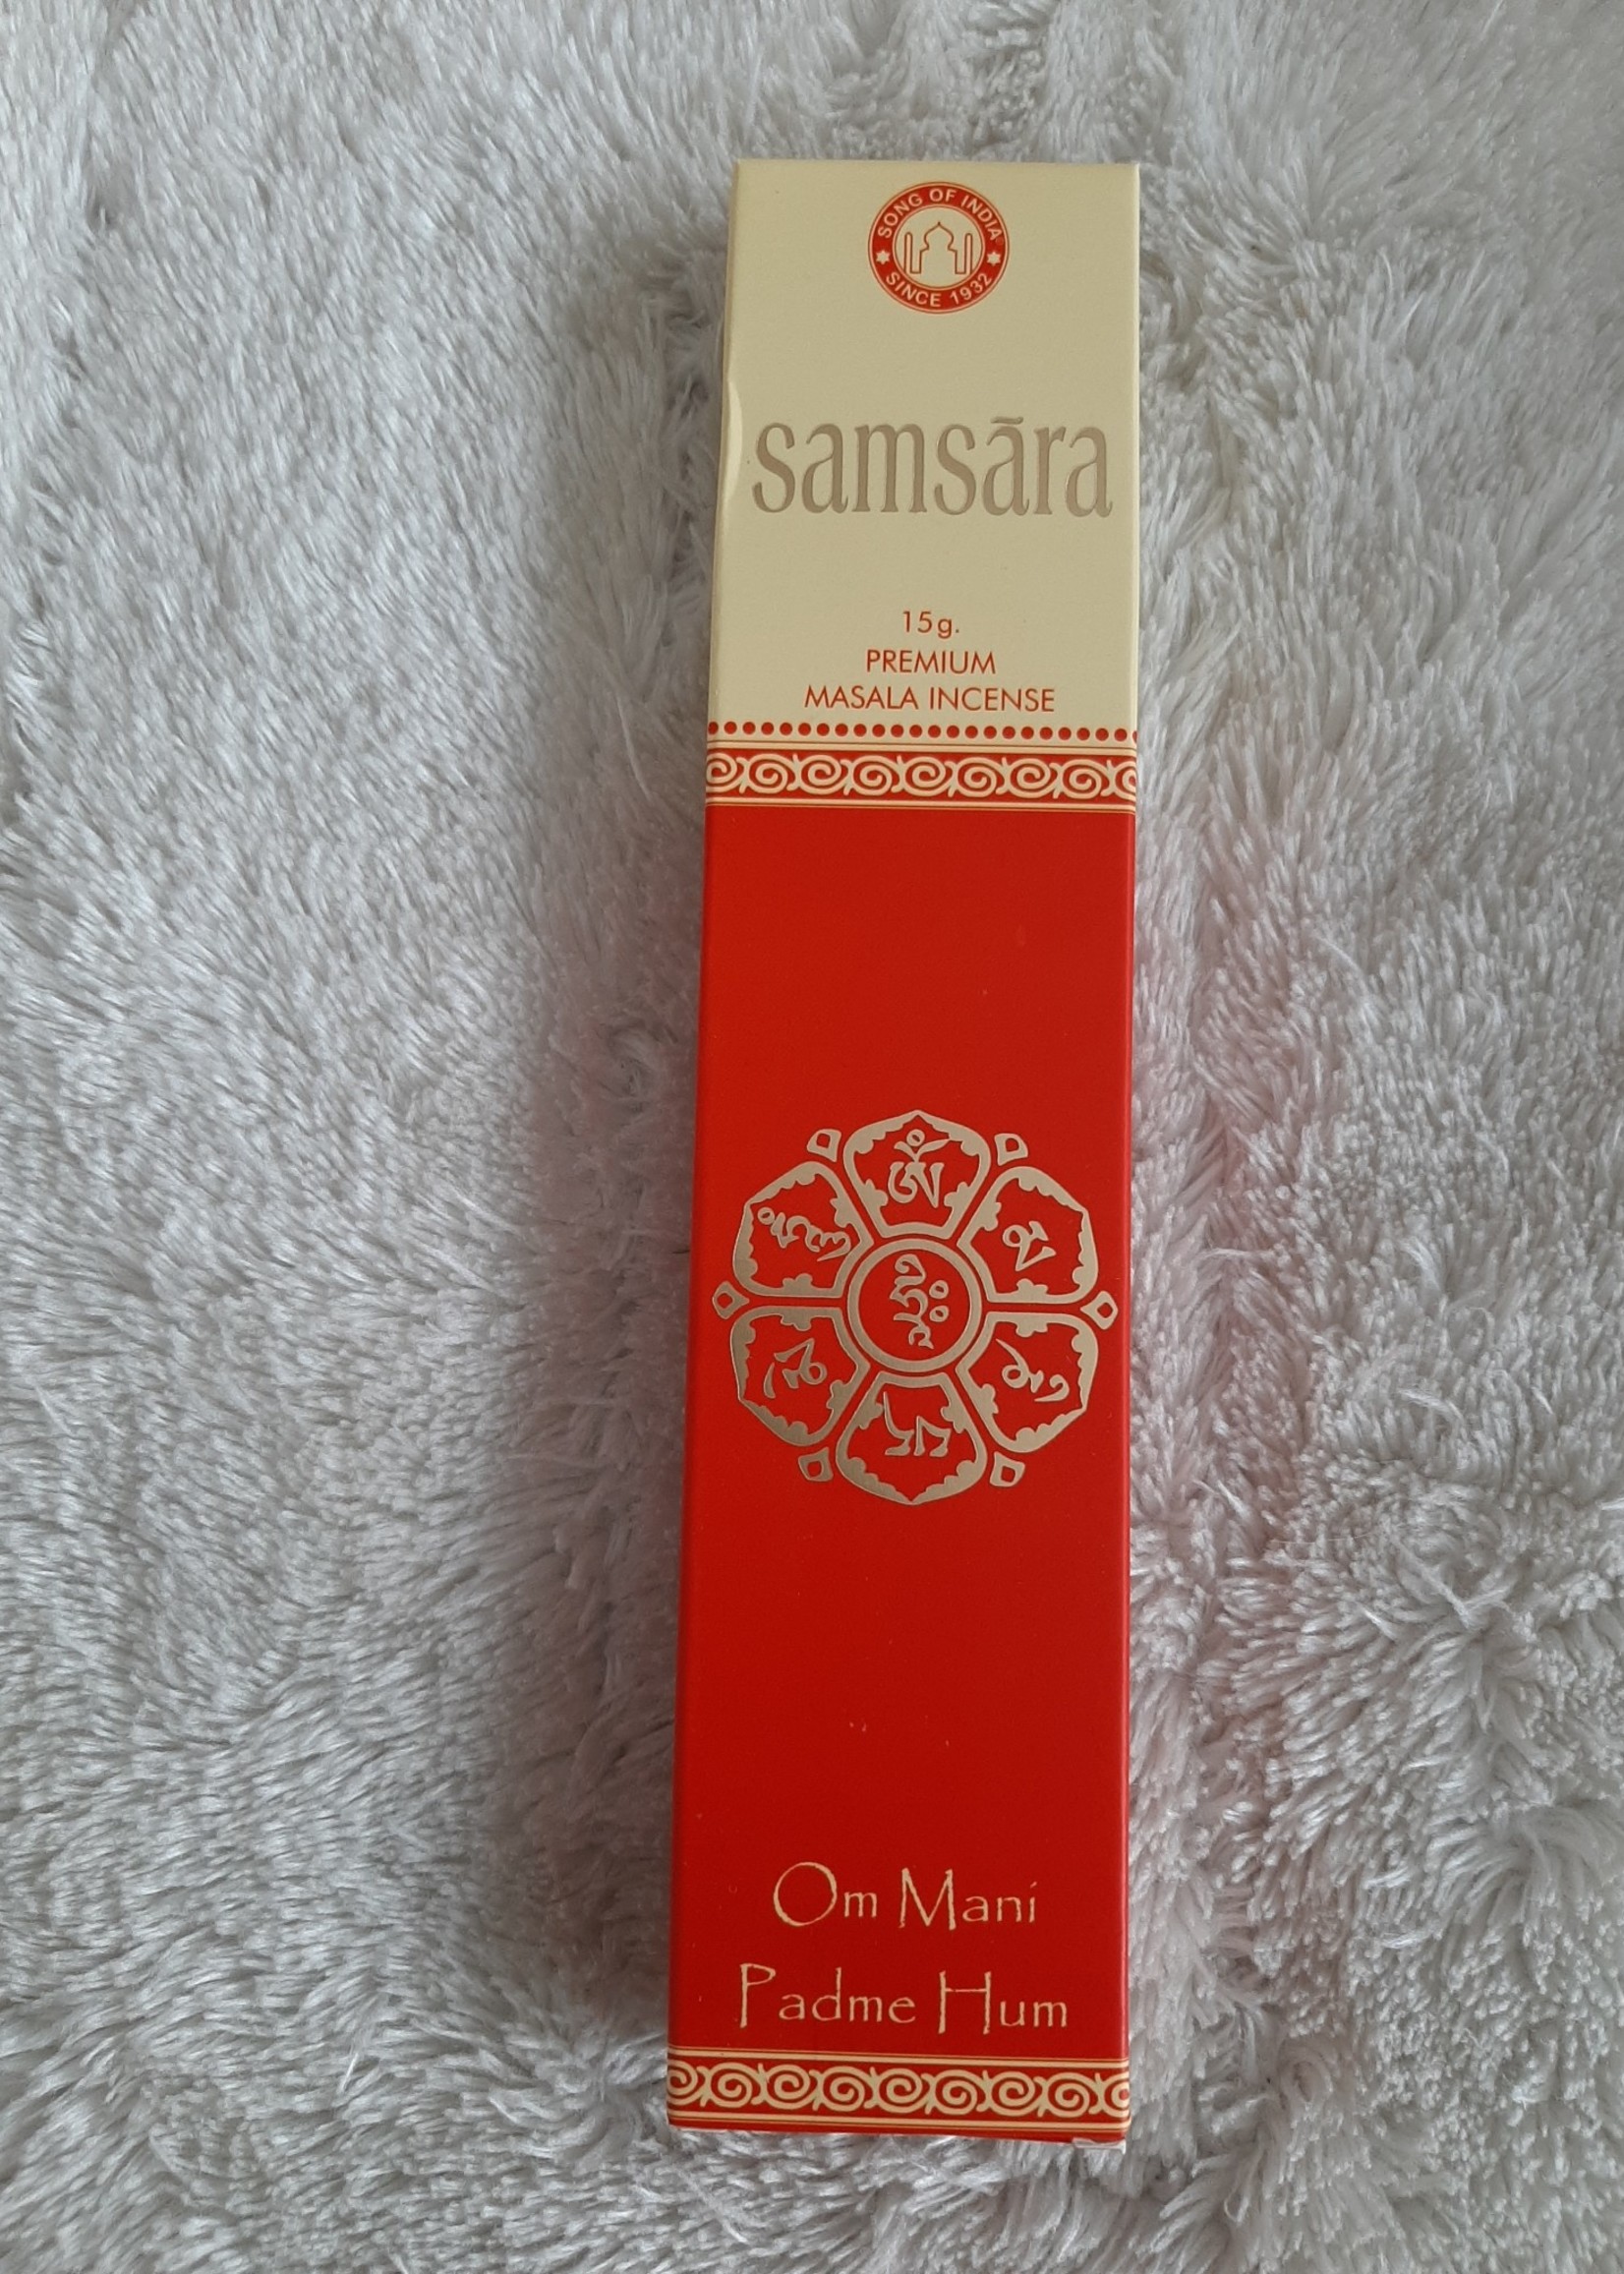 SONG OF INDIA
SINCE 1932
samsāra
15g.
PREMIUM
MASALA INCENSE
Om Mani
Padme Hum